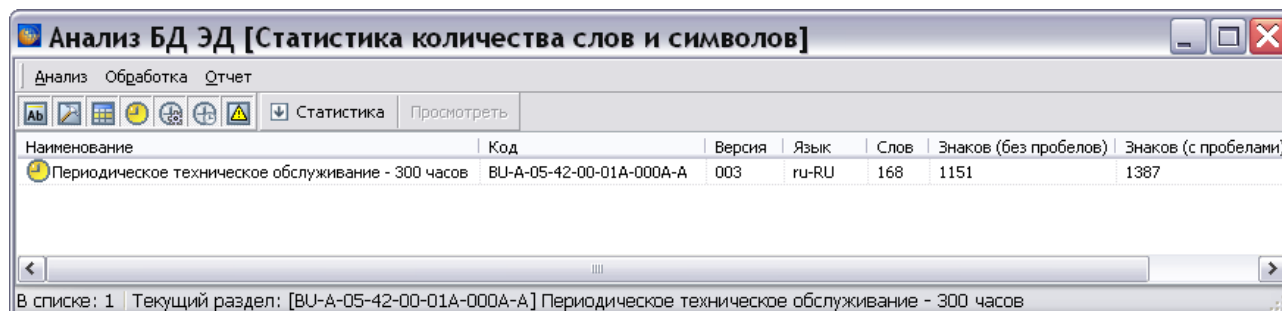 Анализ БД ЭД [Статистика количества слов и символов]
Анализ Обработка Отчет
Ab Статистика Просмотреть
Наименование Код Версия Язык Слов Знаков (без пробелов) Знаков (с пробелами)
Периодическое техническое обслуживание - 300 часов BU-A-05-42-00-01A-000A-A 003 ru-RU 168 1151 1387
В списке: 1 Текущий раздел: [BU-A-05-42-00-01A-000A-A] Периодическое техническое обслуживание - 300 часов